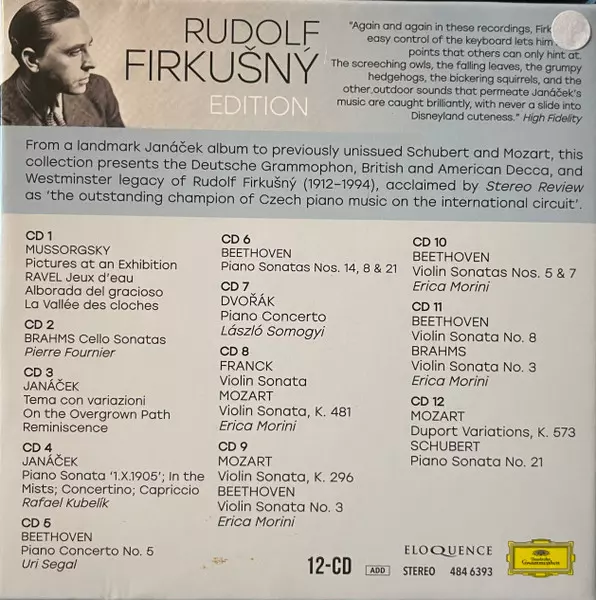 RUDOLF
FIRKUŠNÝ
EDITION
"Again and again in these recordings,
easy control of the keyboard lets him
points that others can only hint at.
The screeching owls, the falling leaves, the grumpy
hedgehogs, the bickering squirrels, and the
other outdoor sounds that permeate Janáček's
music are caught brilliantly, with never a slide into
Disneyland cuteness." High Fidelity
From a landmark Janáček album to previously unissued Schubert and Mozart, this
collection presents the Deutsche Grammophon, British and American Decca, and
Westminster legacy of Rudolf Firkušný (1912–1994), acclaimed by Stereo Review
as 'the outstanding champion of Czech piano music on the international circuit'.
CD 1
MUSSORGSKY
Pictures at an Exhibition
RAVEL Jeux d'eau
Alborada del gracioso
La Vallée des cloches
CD 2
BRAHMS Cello Sonatas
Pierre Fournier
CD 3
JANÁČEK
Tema con variazioni
On the Overgrown Path
Reminiscence
CD 4
JANÁČEK
Piano Sonata '1.X.1905'; In the
Mists; Concertino; Capriccio
Rafael Kubelík
CD 5
BEETHOVEN
Piano Concerto No. 5
Uri Segal
CD 6
BEETHOVEN
Piano Sonatas Nos. 14, 8 & 21
CD 7
DVOŘÁK
Piano Concerto
László Somogyi
CD 8
FRANCK
Violin Sonata
MOZART
Violin Sonata, K. 481
Erica Morini
CD 9
MOZART
Violin Sonata, K. 296
BEETHOVEN
Violin Sonata No. 3
Erica Morini
CD 10
BEETHOVEN
Violin Sonatas Nos. 5 & 7
Erica Morini
CD 11
BEETHOVEN
Violin Sonata No. 8
BRAHMS
Violin Sonata No. 3
Erica Morini
CD 12
MOZART
Duport Variations, K. 573
SCHUBERT
Piano Sonata No. 21
12-CD ADD STEREO 484 6393
ELOQUENCE
Deutsche
Grammophon